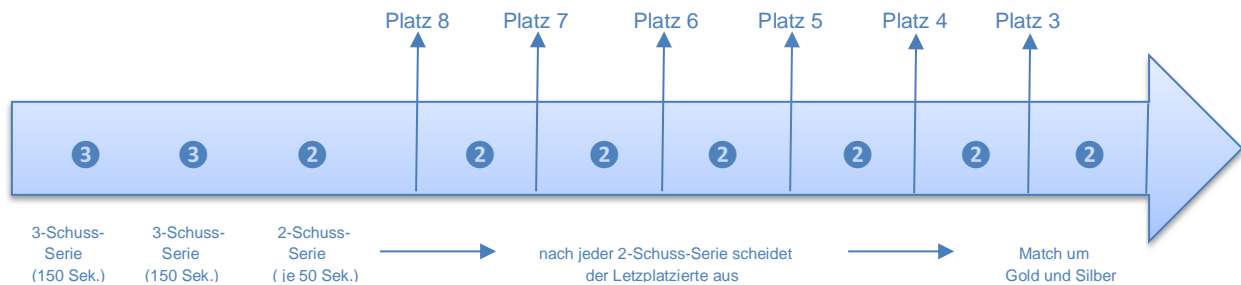 Platz 8 Platz 7 Platz 6 Platz 5 Platz 4 Platz 3
3 3 2 2 2 2 2 2 2
3-Schuss-
Serie
(150 Sek.)
3-Schuss-
Serie
(150 Sek.)
2-Schuss-
Serie
( je 50 Sek.)
nach jeder 2-Schuss-Serie scheidet
der Letzplatzierte aus
Match um
Gold und Silber